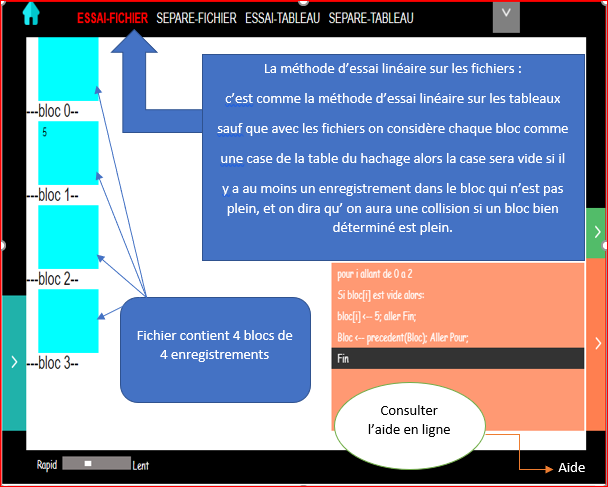 ESSAI-FICHIER SEPARE-FICHIER ESSAI-TABLEAU SEPARE-TABLEAU
La méthode d'essai linéaire sur les fichiers :
c'est comme la méthode d'essai linéaire sur les tableaux
sauf que avec les fichiers on considère chaque bloc comme
une case de la table du hachage alors la case sera vide si il
y a au moins un enregistrement dans le bloc qui n'est pas
plein, et on dira qu' on aura une collision si un bloc bien
déterminé est plein.
---bloc 0--
5
---bloc 1--
---bloc 2--
---bloc 3--
Fichier contient 4 blocs de
4 enregistrements
pour i allant de 0 a 2
Si bloc[i] est vide alors:
bloc[i] <-- 5; aller Fin;
Bloc <-- precedent(Bloc); Aller Pour;
Fin
Consulter
l'aide en ligne
Rapid Lent
Aide